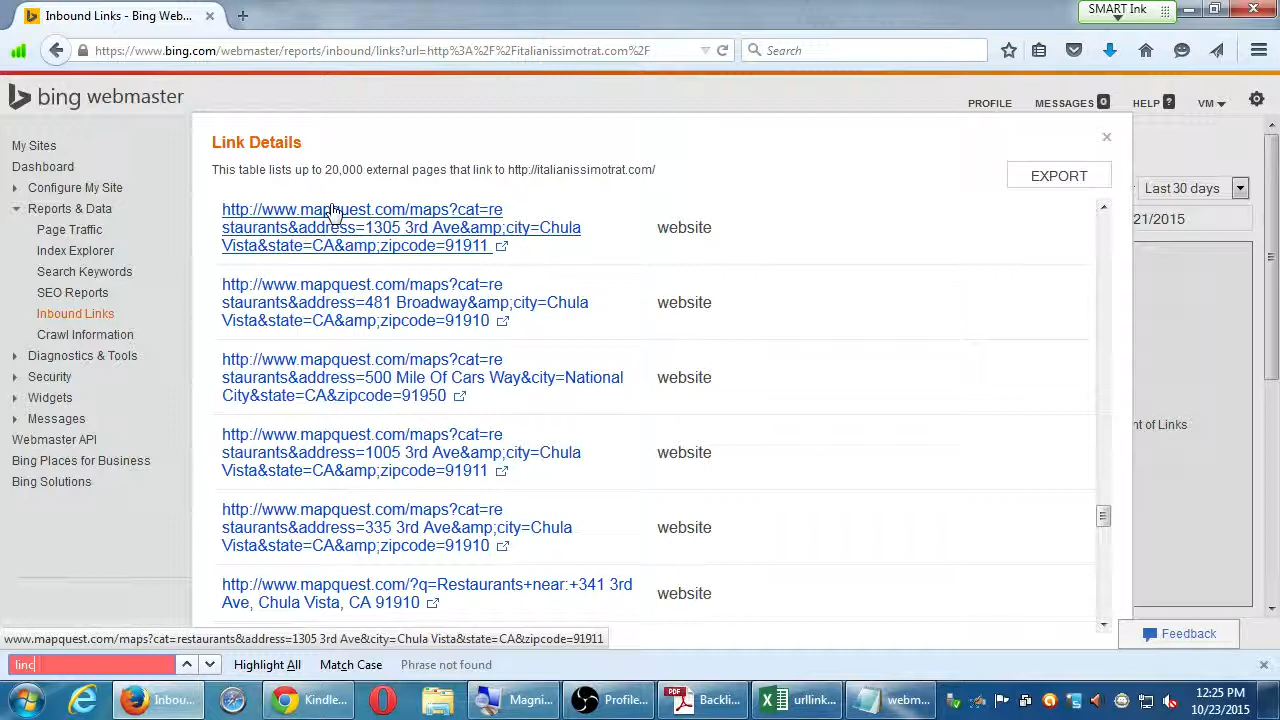 Inbound Links - Bing Web...
SMART Ink
https://www.bing.com/webmaster/reports/inbound/links?url=http%3A%2F%2Fitalianissimotrat.com%2F
Search
bing webmaster
PROFILE
MESSAGES 0
HELP ?
VM
Link Details
This table lists up to 20,000 external pages that link to http://italianissimotrat.com/
EXPORT
My Sites
Dashboard
Configure My Site
Reports & Data
Page Traffic
Index Explorer
Search Keywords
SEO Reports
Inbound Links
Crawl Information
Diagnostics & Tools
Security
Widgets
Messages
Webmaster API
Bing Places for Business
Bing Solutions
http://www.mapquest.com/maps?cat=re
staurants&address=1305 3rd Ave&amp;city=Chula
Vista&state=CA&amp;zipcode=91911
website
http://www.mapquest.com/maps?cat=re
staurants&address=481 Broadway&amp;city=Chula
Vista&state=CA&amp;zipcode=91910
website
http://www.mapquest.com/maps?cat=re
staurants&address=500 Mile Of Cars Way&city=National
City&state=CA&zipcode=91950
website
http://www.mapquest.com/maps?cat=re
staurants&address=1005 3rd Ave&amp;city=Chula
Vista&state=CA&amp;zipcode=91911
website
http://www.mapquest.com/maps?cat=re
staurants&address=335 3rd Ave&amp;city=Chula
Vista&state=CA&amp;zipcode=91910
website
http://www.mapquest.com/?q=Restaurants+near:+341 3rd
Ave, Chula Vista, CA 91910
website
Last 30 days
21/2015
nt of Links
Feedback
www.mapquest.com/maps?cat=restaurants&address=1305 3rd Ave&city=Chula Vista&state=CA&zipcode=91911
linc
Highlight All
Match Case
Phrase not found
Inbou...
Kindle...
Magni...
Profile...
PDF
Backli...
urllink...
webm...
12:25 PM
10/23/2015